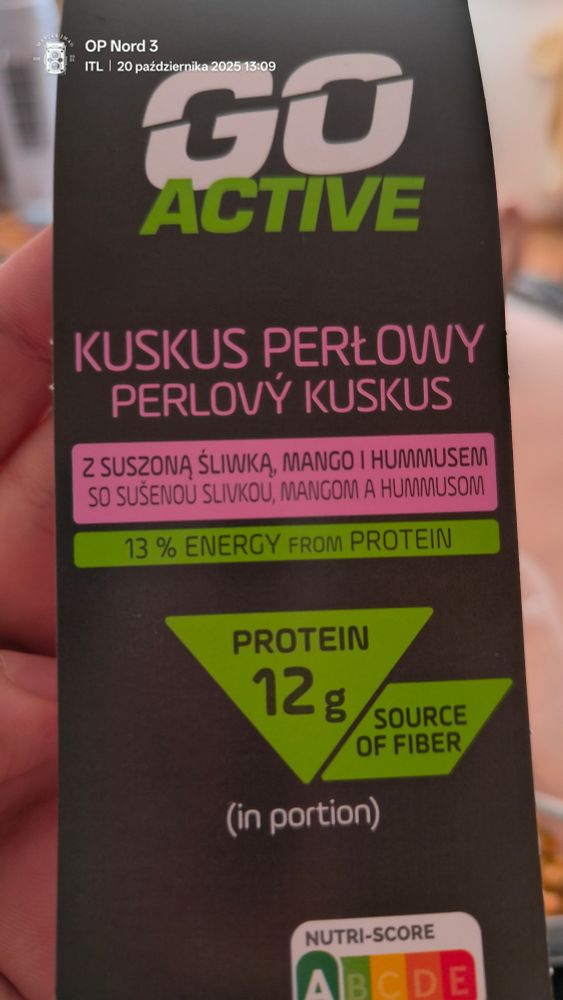 OP Nord 3
ITL | 20 października 2025 13:09
GO
ACTIVE
KUSKUS PERŁOWY
PERLOVÝ KUSKUS
Z SUSZONĄ ŚLIWKĄ, MANGO I HUMMUSEM
SO SUŠENOU SLIVKOU, MANGOM A HUMMUSOM
13 % ENERGY FROM PROTEIN
PROTEIN
12 g
SOURCE
OF FIBER
(in portion)
NUTRI-SCORE
A B C D E